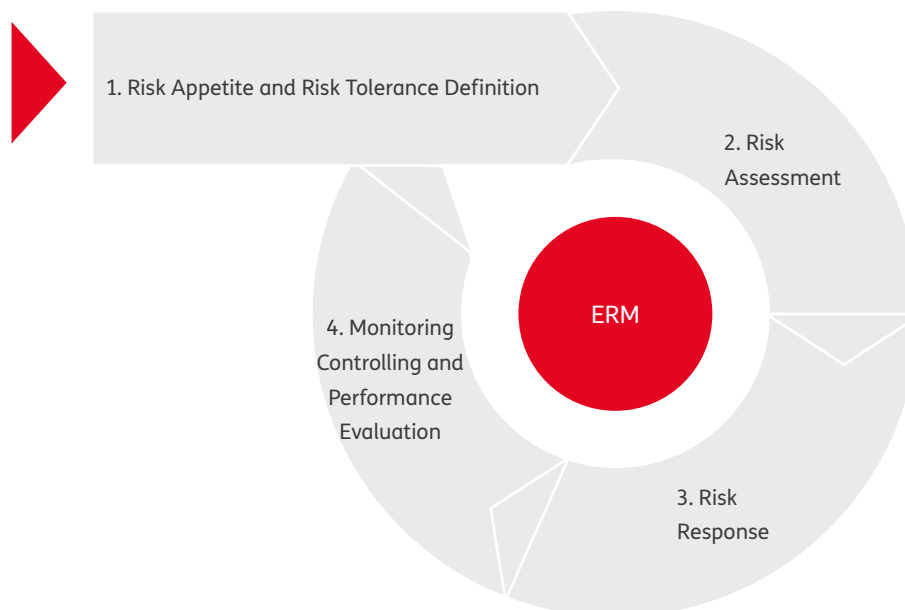 1. Risk Appetite and Risk Tolerance Definition
2. Risk
Assessment
ERM
4. Monitoring
Controlling and
Performance
Evaluation
3. Risk
Response